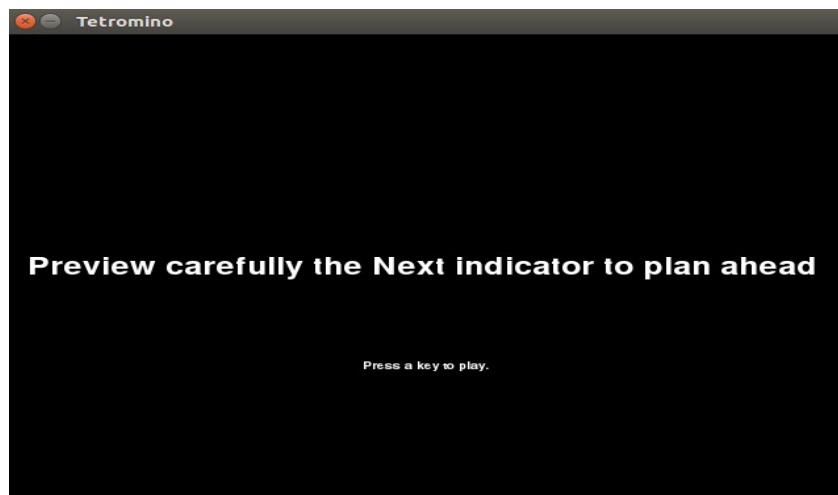 Tetromino
Preview carefully the Next indicator to plan ahead
Press a key to play.